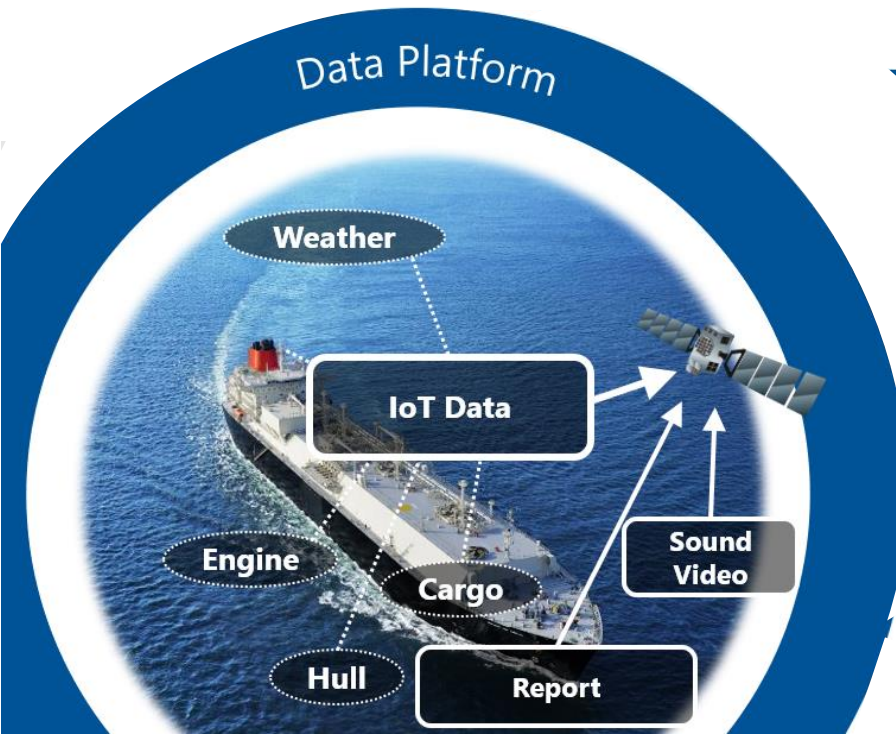 Data Platform
Weather
IoT Data
Engine
Cargo
Sound
Video
Hull
Report